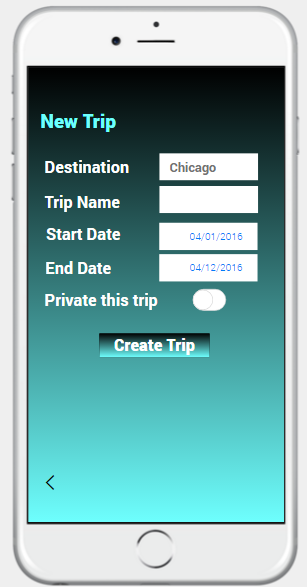 New Trip
Destination Chicago
Trip Name
Start Date 04/01/2016
End Date 04/12/2016
Private this trip
Create Trip